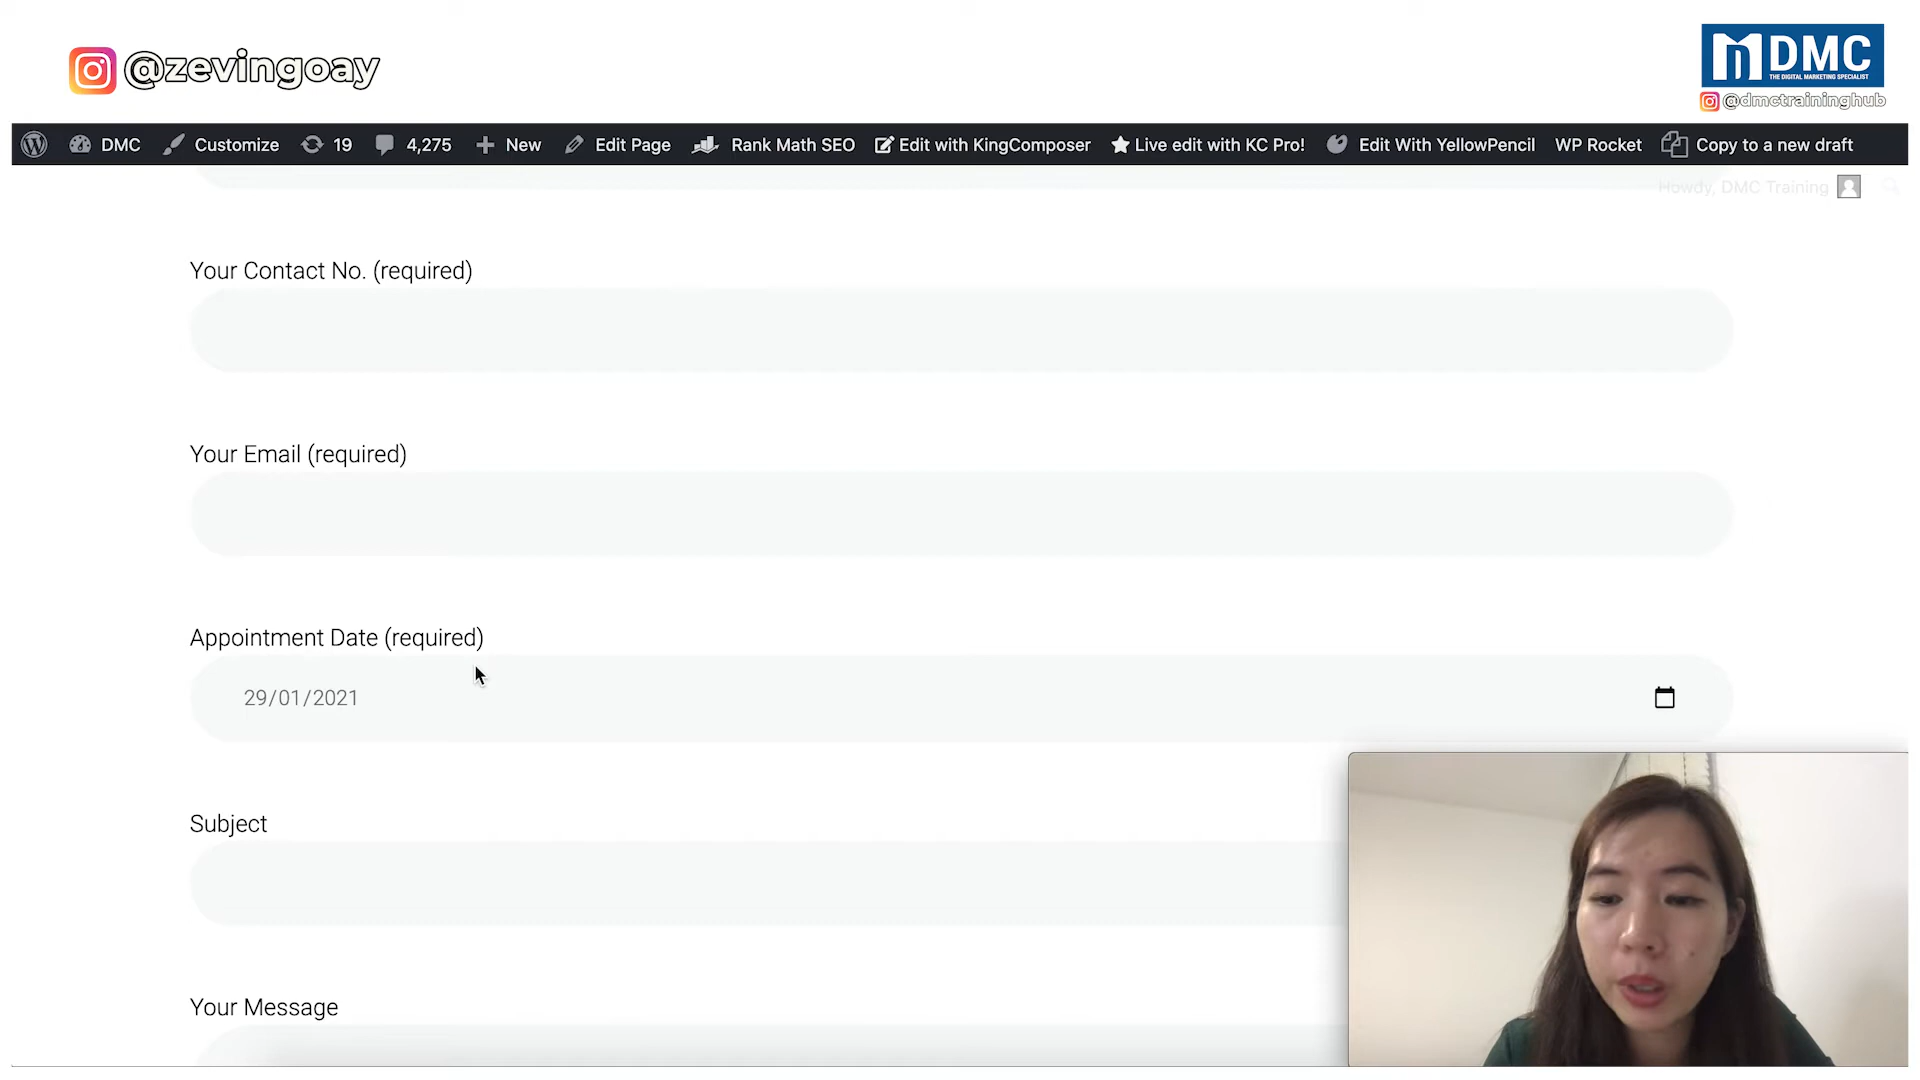 @zevingoay
DMC
THE DIGITAL MARKETING SPECIALIST
@dmctraininghub
DMC Customize 19 4,275 New Edit Page Rank Math SEO Edit with KingComposer Live edit with KC Pro! Edit With YellowPencil WP Rocket Copy to a new draft
Howdy, DMC Training
Your Contact No. (required)
Your Email (required)
Appointment Date (required)
29/01/2021
Subject
Your Message